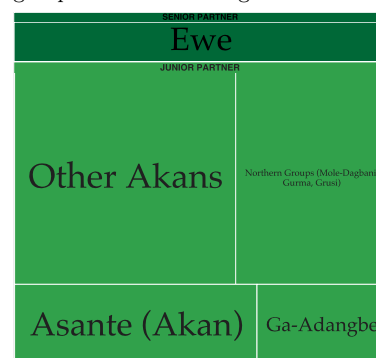 SENIOR PARTNER
Ewe
JUNIOR PARTNER
Other Akans
Northern Groups (Mole-Dagbani
Gurma, Grusi)
Asante (Akan)
Ga-Adangbe